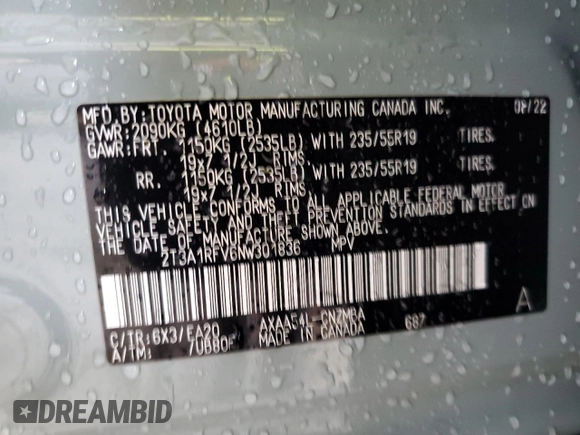 MFD.BY:TOYOTA MOTOR MANUFACTURING CANADA INC. 08/22
GVWR:2090KG (4610LB)
GAWR:FRT. 1150KG (2535LB) WITH 235/55R19 TIRES.
19x7 1/2J RIMS.
RR. 1150KG (2535LB) WITH 235/55R19 TIRES.
19x7 1/2J RIMS.
THIS VEHICLE CONFORMS TO ALL APPLICABLE FEDERAL MOTOR
VEHICLE SAFETY AND THEFT PREVENTION STANDARDS IN EFFECT ON
THE DATE OF MANUFACTURE SHOWN ABOVE.
2T3A1RFV6NW301836 MPV
C/TR:6X3/EA20 AXAA54L-CNZMBA 687 A
A/TM: /U680F MADE IN CANADA
DREAMBID